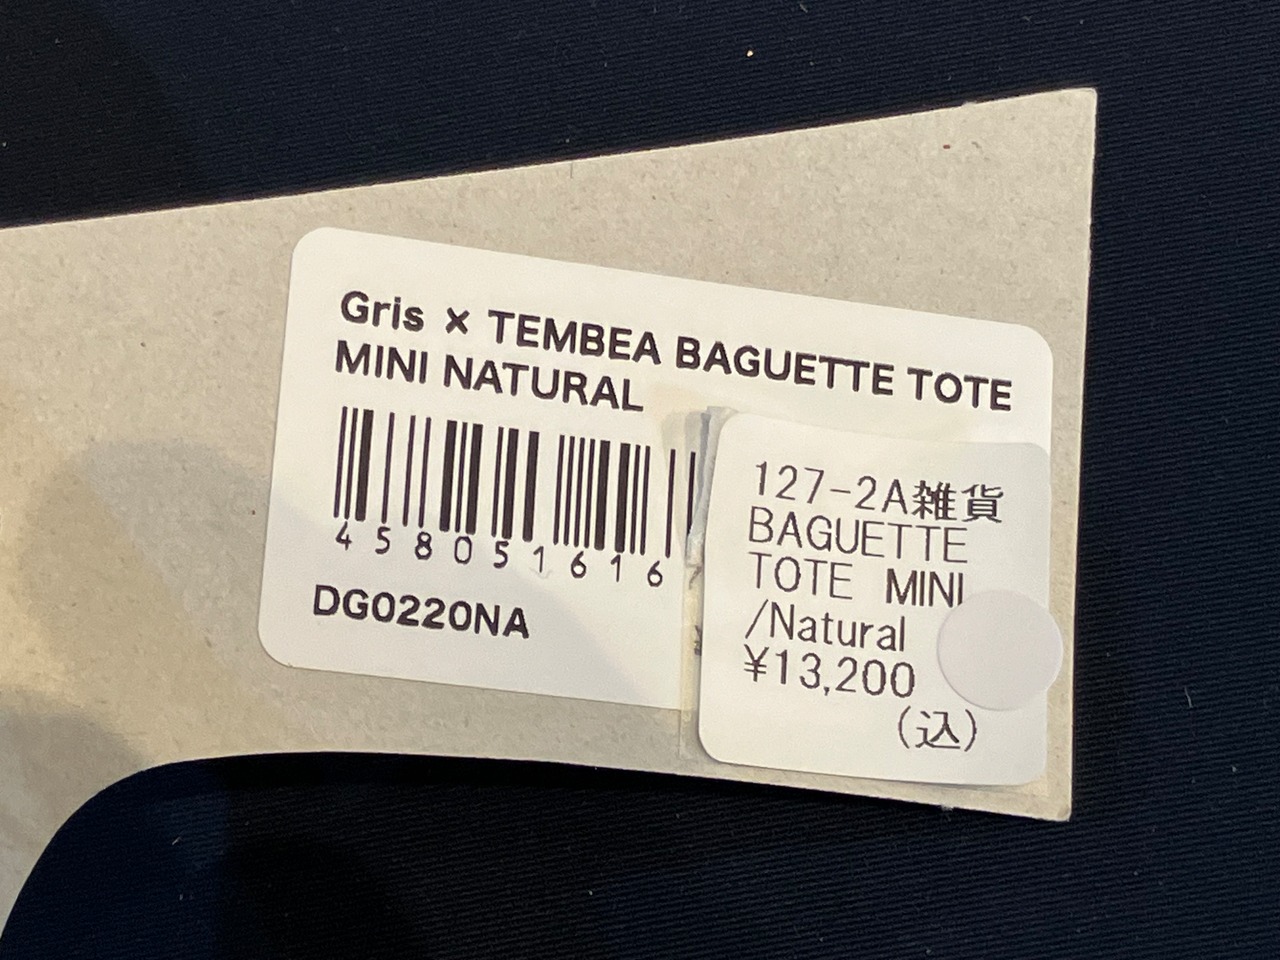 Gris × TEMBEA BAGUETTE TOTE
MINI NATURAL
458051616
DG0220NA
127-2A雑貨
BAGUETTE
TOTE MINI
/Natural
¥13,200
(込)